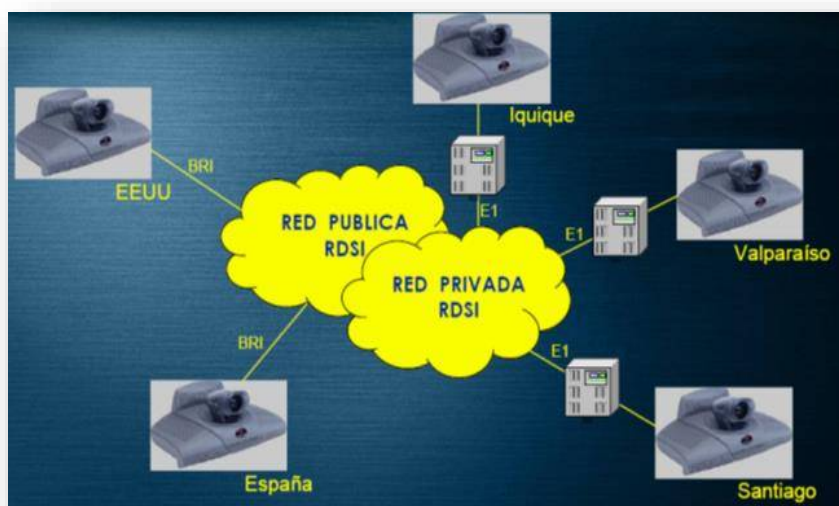 Iquique
BRI
EEUU
E1
RED PUBLICA
RDSI
E1
Valparaíso
RED PRIVADA
RDSI
BRI
E1
España
Santiago